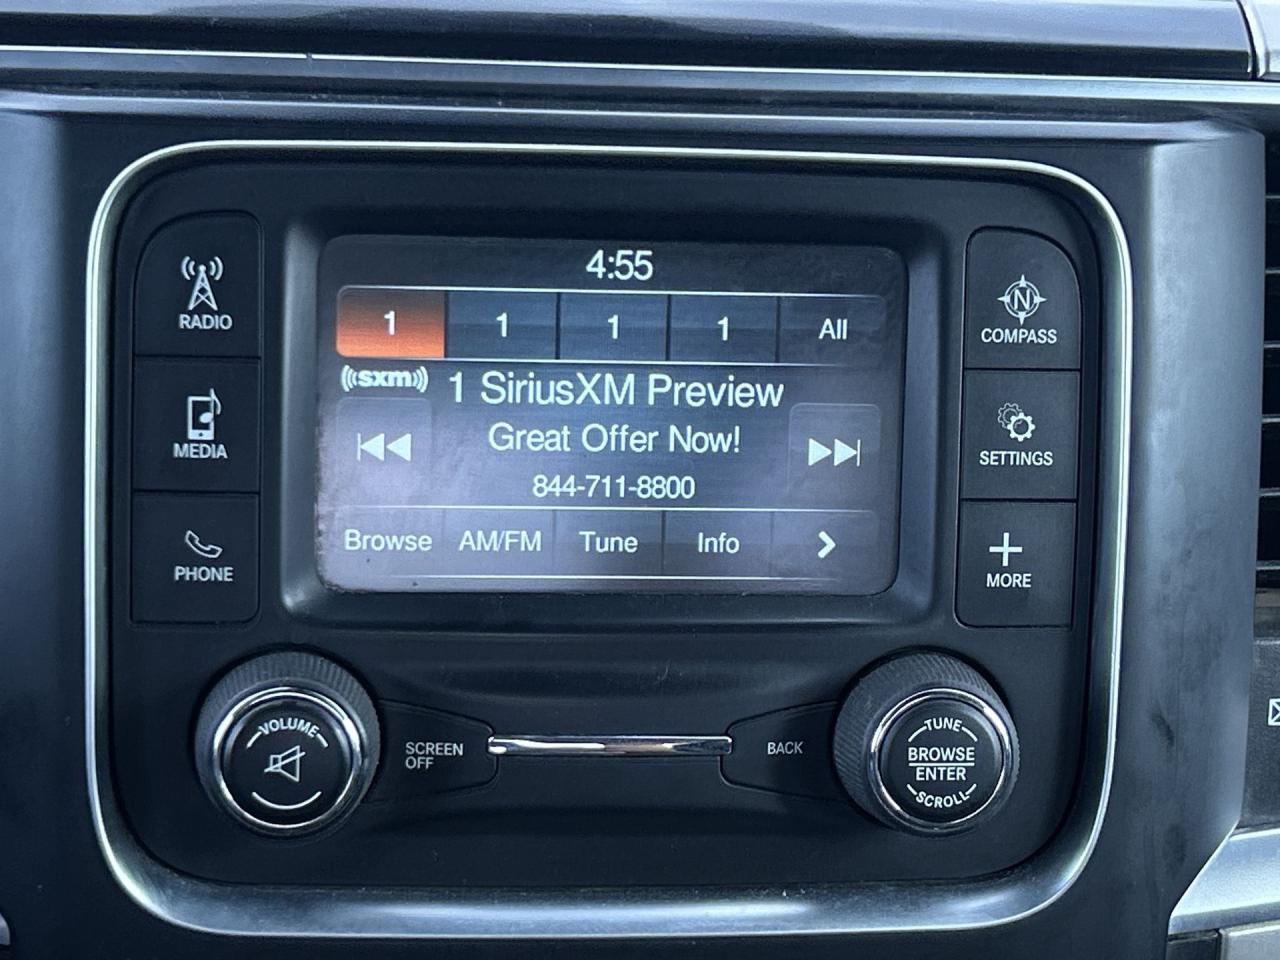 4:55
1 1 1 1 All
((sxm)) 1 SiriusXM Preview
Great Offer Now!
844-711-8800
Browse AM/FM Tune Info
RADIO
MEDIA
PHONE
N
COMPASS
SETTINGS
MORE
VOLUME
SCREEN
OFF
BACK
TUNE
BROWSE
ENTER
SCROLL